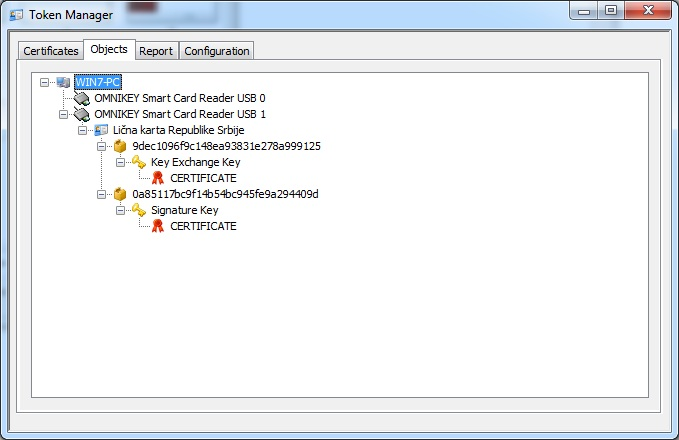 Token Manager
Certificates Objects Report Configuration
WIN7-PC
OMNIKEY Smart Card Reader USB 0
OMNIKEY Smart Card Reader USB 1
Lična karta Republike Srbije
9dec1096f9c148ea93831e278a999125
Key Exchange Key
CERTIFICATE
0a85117bc9f14b54bc945fe9a294409d
Signature Key
CERTIFICATE